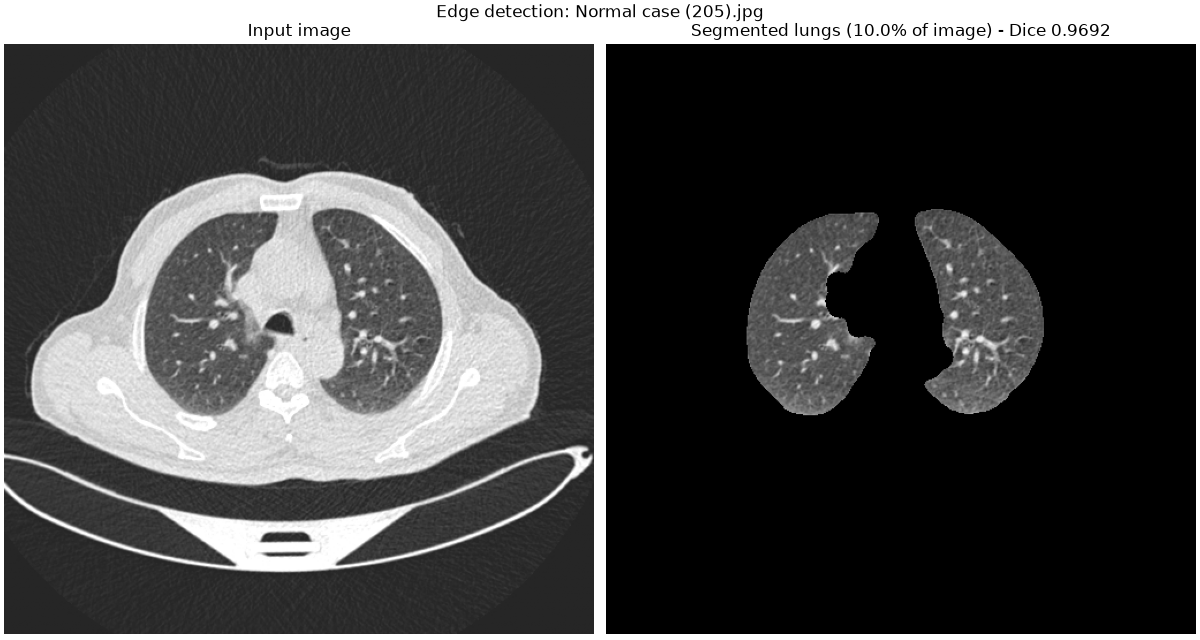 Edge detection: Normal case (205).jpg
Input image
Segmented lungs (10.0% of image) - Dice 0.9692